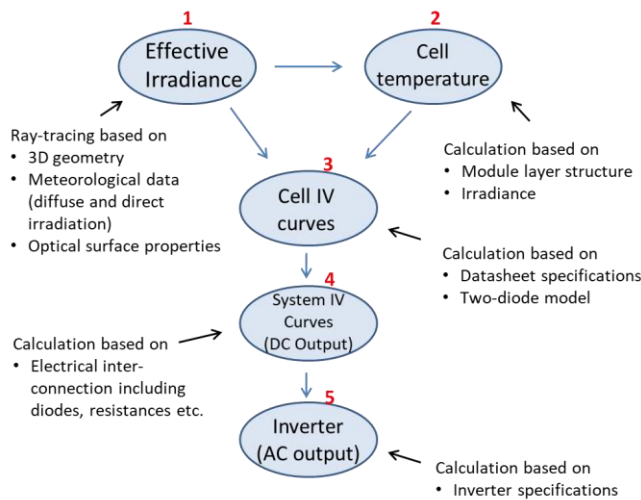 1
Effective
Irradiance
2
Cell
temperature
Ray-tracing based on
• 3D geometry
• Meteorological data
(diffuse and direct
irradiation)
• Optical surface properties
Calculation based on
• Module layer structure
• Irradiance
3
Cell IV
curves
Calculation based on
• Datasheet specifications
• Two-diode model
4
System IV
Curves
(DC Output)
Calculation based on
• Electrical inter-
connection including
diodes, resistances etc.
5
Inverter
(AC output)
Calculation based on
• Inverter specifications